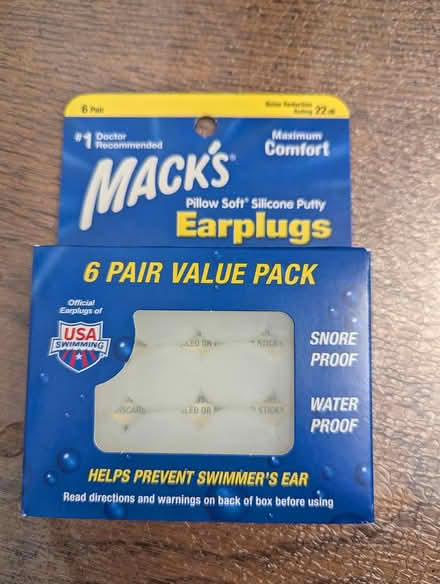 6 Pair
Noise Reduction
Rating 22 dB
#1 Doctor
Recommended
Maximum
Comfort
MACK'S®
Pillow Soft® Silicone Putty
Earplugs
6 PAIR VALUE PACK
Official
Earplugs of
USA
SWIMMING
SNORE
PROOF
WATER
PROOF
HELPS PREVENT SWIMMER'S EAR
Read directions and warnings on back of box before using